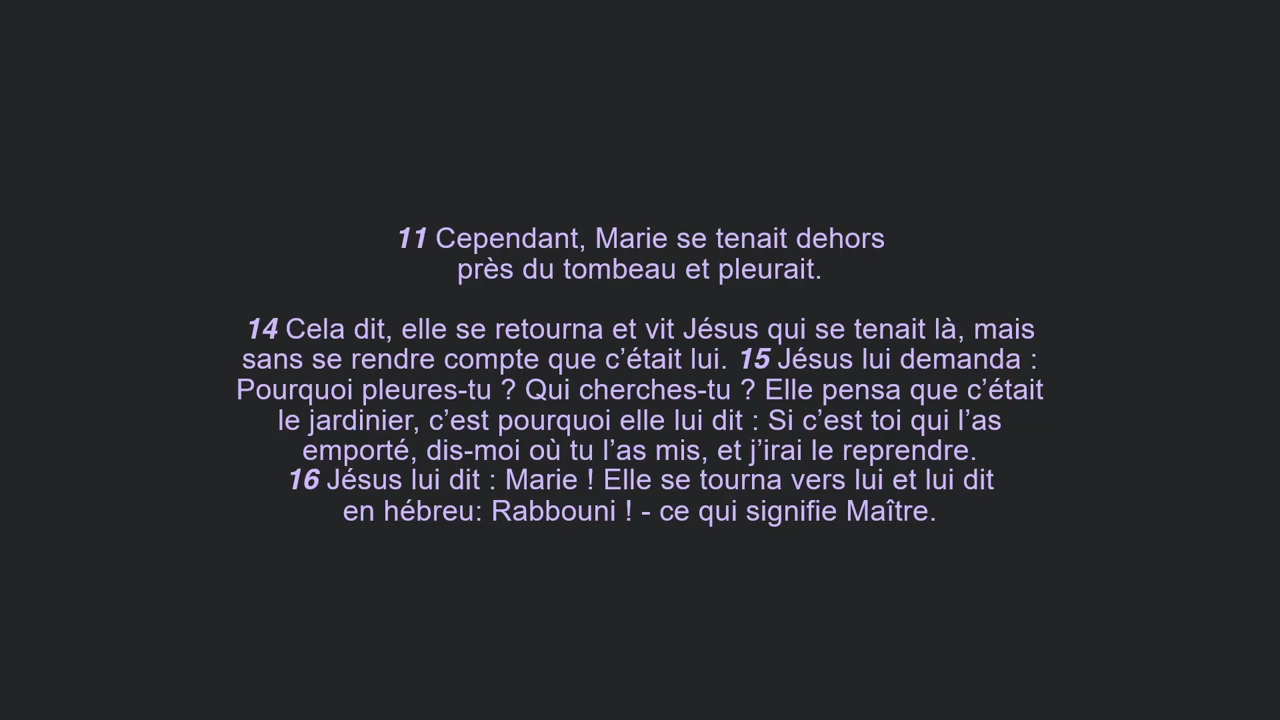 11 Cependant, Marie se tenait dehors
près du tombeau et pleurait.
14 Cela dit, elle se retourna et vit Jésus qui se tenait là, mais
sans se rendre compte que c’était lui. 15 Jésus lui demanda :
Pourquoi pleures-tu ? Qui cherches-tu ? Elle pensa que c’était
le jardinier, c’est pourquoi elle lui dit : Si c’est toi qui l’as
emporté, dis-moi où tu l’as mis, et j’irai le reprendre.
16 Jésus lui dit : Marie ! Elle se tourna vers lui et lui dit
en hébreu: Rabbouni ! - ce qui signifie Maître.